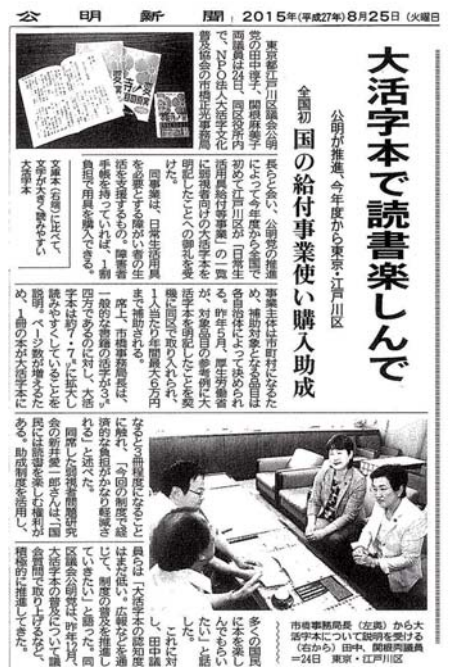 公明新聞 2015年(平成27年)8月25日(火曜日
大活字本で読書楽しんで
公明が推進、今年度から東京・江戸川区
全国初 国の給付事業使い購入助成
東京都江戸川区議会公明
党の田中淳子、関根麻美子
両議員は24日、同区役所内
で、NPO法人大活字文化
普及協会の市橋正光事務局
長らと会い、公明党の推進
によって今年度から全国で
初めて江戸川区が「日常生
活用具給付等事業」の一覧
に弱視者向けの大活字本を
明記したことへの御礼を受
けた。
同事業は、日常生活用具
を必要とする障がい者の生
活を支援するもの。障害者
手帳を持っていれば、1割
負担で用具を購入できる。
文庫本(右端)に比べて、
文字が大きく読みやすい
大活字本
事業主体は市町村になるた
め、補助対象となる品目は
各自治体によって決められ
る。昨年5月、厚生労働省
が、対象品目の参考例に大
活字本を明記したことを契
機に同区で取り入れられ、
1人当たり年間最大6万円
まで補助される。
席上、市橋事務局長は、
一般的な書籍の活字が3㍉
四方であるのに対し、大活
字本は約7・7㍉に拡大し
読みやすくしていることを
説明。ページ数が増えるた
め、1冊の本が大活字本に
なると3冊程度になること
に触れ、「今回の制度で経
済的な負担がかなり軽減さ
れる」と述べた。
同席した弱視者問題研究
会の新井愛一郎さんは、「国
民には読書を楽しむ権利が
ある。助成制度を活用し、
多くの国民
に本を楽し
んでもらい
たい」と話
した。
これに対
し、田中議
員らは「大活字本の認知度
はまだ低い。広報などを通
じて、制度の普及を推進し
ていきたい」と語った。同
区議会公明党は、昨年12月、
大活字本の普及について議
会質問で取り上げるなど、
積極的に推進してきた。
市橋事務局長(左奥)から大
活字本について説明を受ける
(右から)田中、関根両議員
=24日 東京・江戸川区